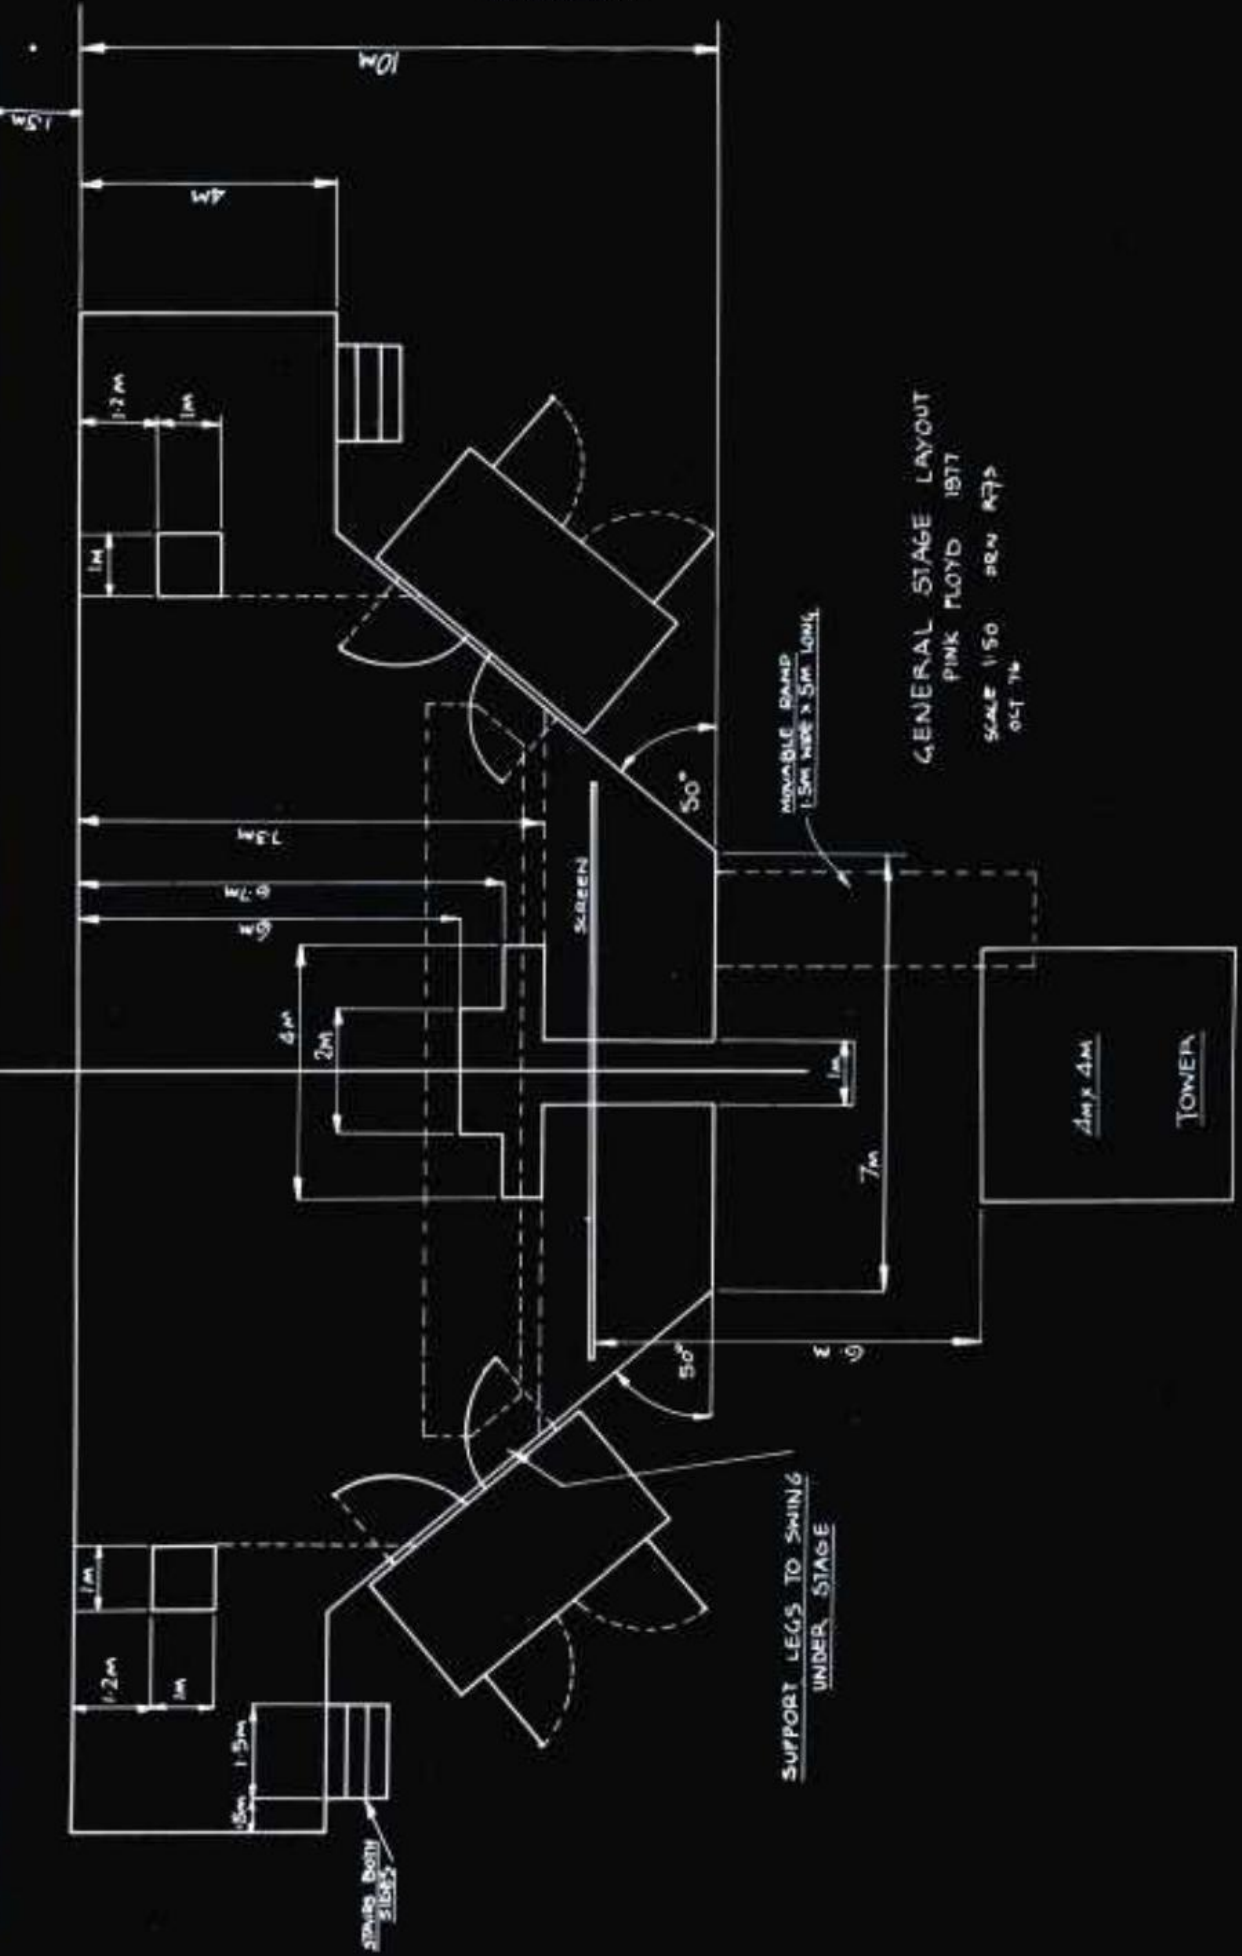 GENERAL STAGE LAYOUT
PINK FLOYD 1977
SCALE 1:50 DRN
OCT 76
MOVABLE RAMP
1.5M WIDE x 5M LONG
SUPPORT LEGS TO SWING
UNDER STAGE
STAIRS BOTH
SIDES
SCREEN
4M x 4M
TOWER
10M
1.5M
4M
1.2M
1M
1M
7.3M
6.7M
6M
4M
2M
1M
7M
50°
50°
6M
1M
1.2M
1M
1.5M
.5M